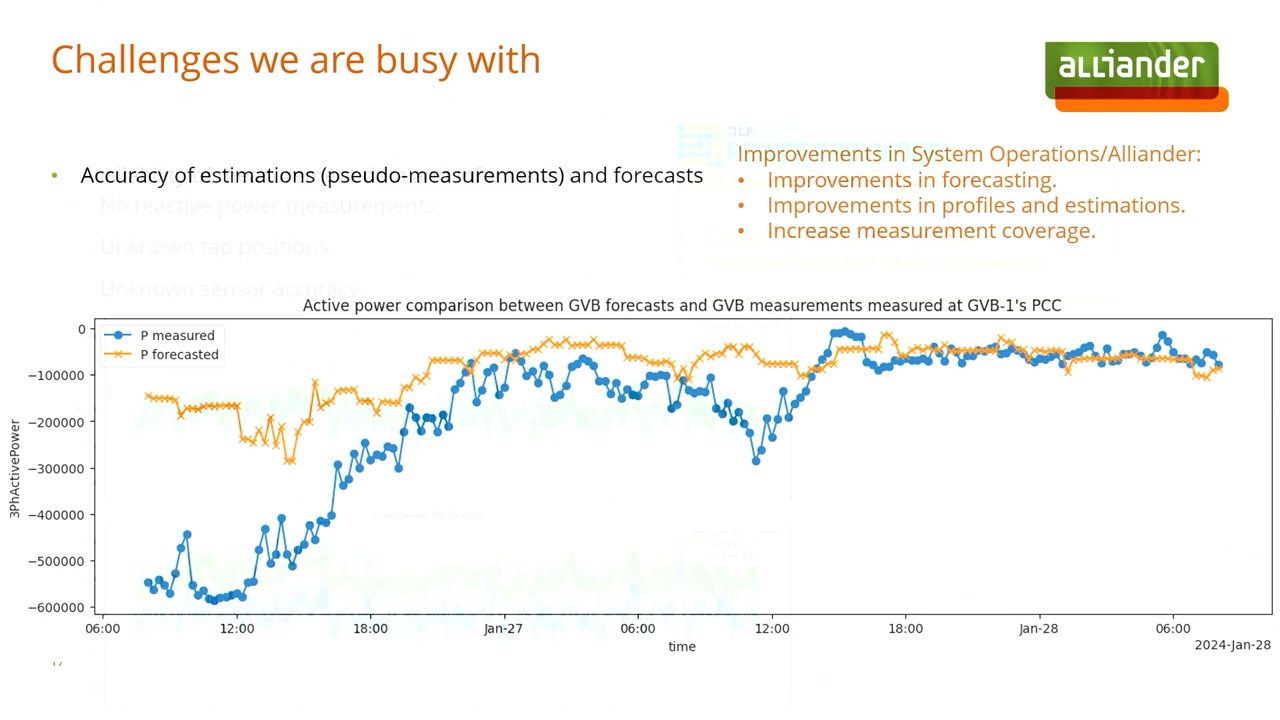 Challenges we are busy with
alliander
• Accuracy of estimations (pseudo-measurements) and forecasts
No reactive power measurements.
Unknown tap positions.
Unknown sensor accuracy.
Improvements in System Operations/Alliander:
• Improvements in forecasting.
• Improvements in profiles and estimations.
• Increase measurement coverage.
Active power comparison between GVB forecasts and GVB measurements measured at GVB-1's PCC
P measured
P forecasted
3PhActivePower
0
−100000
−200000
−300000
−400000
−500000
−600000
06:00 12:00 18:00 Jan-27 06:00 12:00 18:00 Jan-28 06:00
time
2024-Jan-28